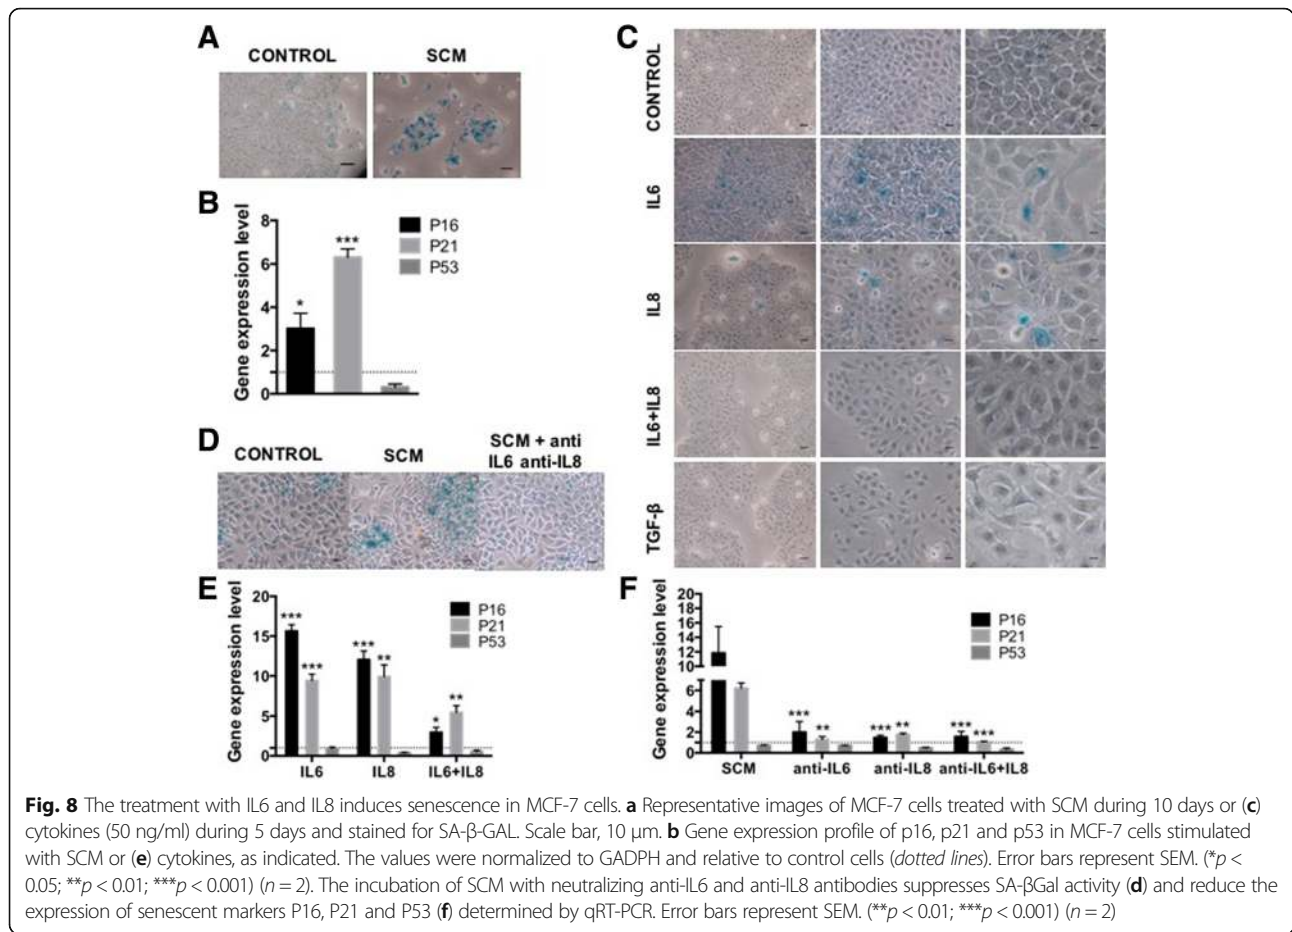 A
CONTROL
SCM
B
Gene expression level
8
6
4
2
0
*
***
P16
P21
P53
C
CONTROL
IL6
IL8
IL6+IL8
TGF-β
D
CONTROL
SCM
SCM + anti
IL6 anti-IL8
E
Gene expression level
20
15
10
5
0
***
***
***
**
*
**
P16
P21
P53
IL6
IL8
IL6+IL8
F
Gene expression level
20
18
16
14
12
10
6
4
2
0
***
**
***
**
***
***
P16
P21
P53
SCM
anti-IL6
anti-IL8
anti-IL6+IL8
Fig. 8 The treatment with IL6 and IL8 induces senescence in MCF-7 cells. a Representative images of MCF-7 cells treated with SCM during 10 days or (c)
cytokines (50 ng/ml) during 5 days and stained for SA-β-GAL. Scale bar, 10 μm. b Gene expression profile of p16, p21 and p53 in MCF-7 cells stimulated
with SCM or (e) cytokines, as indicated. The values were normalized to GADPH and relative to control cells (dotted lines). Error bars represent SEM. (*p <
0.05; **p < 0.01; ***p < 0.001) (n = 2). The incubation of SCM with neutralizing anti-IL6 and anti-IL8 antibodies suppresses SA-βGal activity (d) and reduce the
expression of senescent markers P16, P21 and P53 (f) determined by qRT-PCR. Error bars represent SEM. (**p < 0.01; ***p < 0.001) (n = 2)